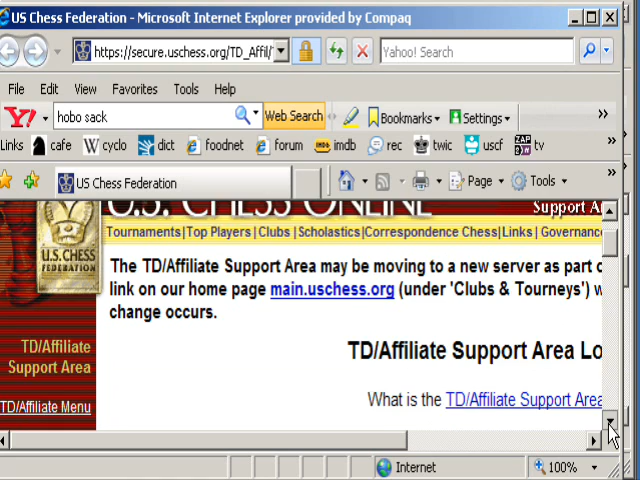 US Chess Federation - Microsoft Internet Explorer provided by Compaq
https://secure.uschess.org/TD_Affil/
Yahoo! Search
File Edit View Favorites Tools Help
Y! hobo sack Web Search Bookmarks Settings
Links cafe cyclo dict foodnet forum imdb rec twic uscf tv
US Chess Federation Page Tools
U.S. CHESS ONLINE Support A
Tournaments|Top Players|Clubs |Scholastics|Correspondence Chess|Links | Governance
U.S. CHESS
FEDERATION
The TD/Affiliate Support Area may be moving to a new server as part o
link on our home page main.uschess.org (under 'Clubs & Tourneys') w
change occurs.
TD/Affiliate
Support Area
TD/Affiliate Support Area Lo
What is the TD/Affiliate Support Area
TD/Affiliate Menu
Internet 100%